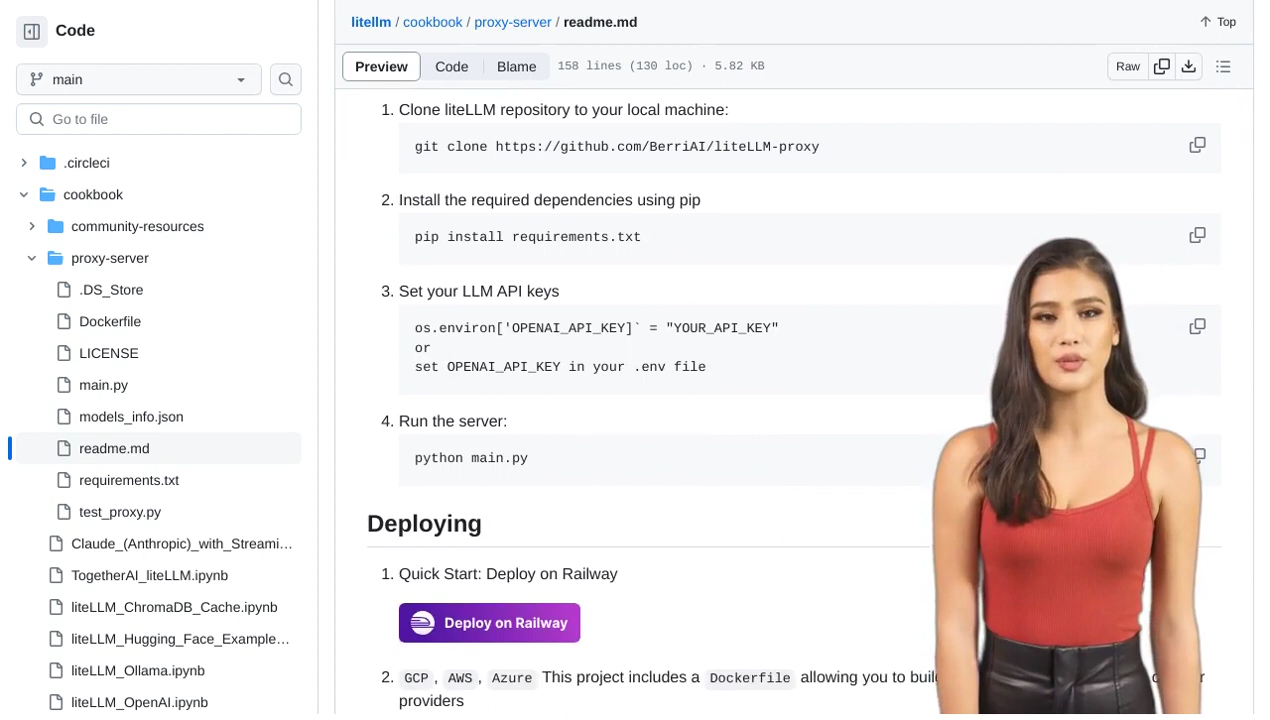 Code
main
Go to file
.circleci
cookbook
community-resources
proxy-server
.DS_Store
Dockerfile
LICENSE
main.py
models_info.json
readme.md
requirements.txt
test_proxy.py
Claude_(Anthropic)_with_Streami...
TogetherAI_liteLLM.ipynb
liteLLM_ChromaDB_Cache.ipynb
liteLLM_Hugging_Face_Example...
liteLLM_Ollama.ipynb
liteLLM_OpenAI.ipynb
litellm / cookbook / proxy-server / readme.md
Top
Preview Code Blame 158 lines (130 loc) · 5.82 KB
Raw
1. Clone liteLLM repository to your local machine:
git clone https://github.com/BerriAI/liteLLM-proxy
2. Install the required dependencies using pip
pip install requirements.txt
3. Set your LLM API keys
os.environ['OPENAI_API_KEY]` = "YOUR_API_KEY"
or
set OPENAI_API_KEY in your .env file
4. Run the server:
python main.py
Deploying
1. Quick Start: Deploy on Railway
Deploy on Railway
2. GCP, AWS, Azure This project includes a Dockerfile allowing you to
providers